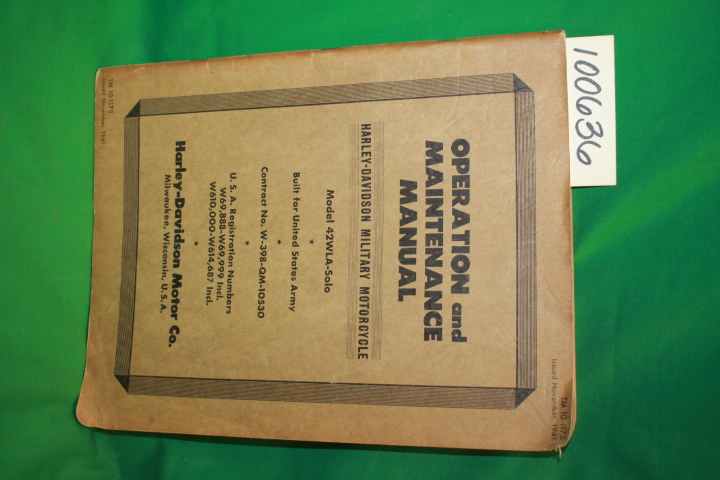 TM 10-1175
Issued November, 1941
OPERATION and
MAINTENANCE
MANUAL
HARLEY-DAVIDSON MILITARY MOTORCYCLE
Model 42WLA-Solo
★
Built for United States Army
★
Contract No. W-398-QM-10530
★
U. S. A. Registration Numbers
W69,888-W69,999 Incl.
W610,000-W614,687 Incl.
★
Harley-Davidson Motor Co.
Milwaukee, Wisconsin, U. S. A.
TM 10-1175
Issued November, 1941
100636